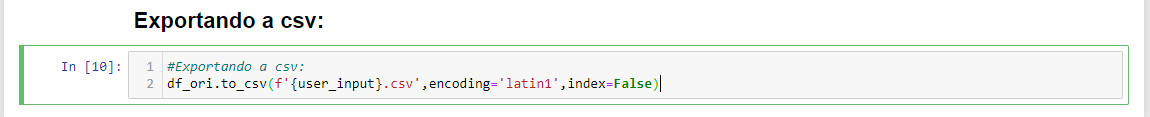 Exportando a csv:
In [10]:
1 #Exportando a csv:
2 df_ori.to_csv(f'{user_input}.csv',encoding='latin1',index=False)